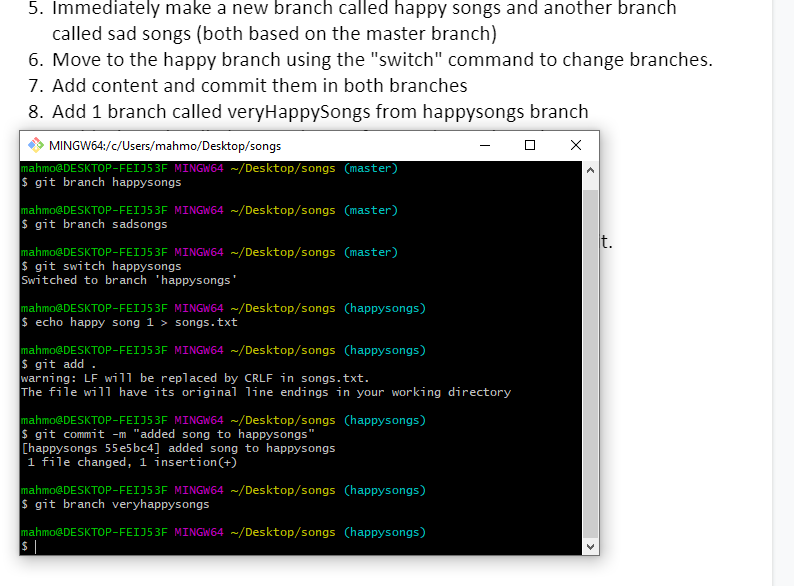 5. Immediately make a new branch called happy songs and another branch
called sad songs (both based on the master branch)
6. Move to the happy branch using the "switch" command to change branches.
7. Add content and commit them in both branches
8. Add 1 branch called veryHappySongs from happysongs branch
MINGW64:/c/Users/mahmo/Desktop/songs
mahmo@DESKTOP-FEIJ53F MINGW64 ~/Desktop/songs (master)
$ git branch happysongs
mahmo@DESKTOP-FEIJ53F MINGW64 ~/Desktop/songs (master)
$ git branch sadsongs
mahmo@DESKTOP-FEIJ53F MINGW64 ~/Desktop/songs (master)
$ git switch happysongs
Switched to branch 'happysongs'
mahmo@DESKTOP-FEIJ53F MINGW64 ~/Desktop/songs (happysongs)
$ echo happy song 1 > songs.txt
mahmo@DESKTOP-FEIJ53F MINGW64 ~/Desktop/songs (happysongs)
$ git add .
warning: LF will be replaced by CRLF in songs.txt.
The file will have its original line endings in your working directory
mahmo@DESKTOP-FEIJ53F MINGW64 ~/Desktop/songs (happysongs)
$ git commit -m "added song to happysongs"
[happysongs 55e5bc4] added song to happysongs
1 file changed, 1 insertion(+)
mahmo@DESKTOP-FEIJ53F MINGW64 ~/Desktop/songs (happysongs)
$ git branch veryhappysongs
mahmo@DESKTOP-FEIJ53F MINGW64 ~/Desktop/songs (happysongs)
$
t.